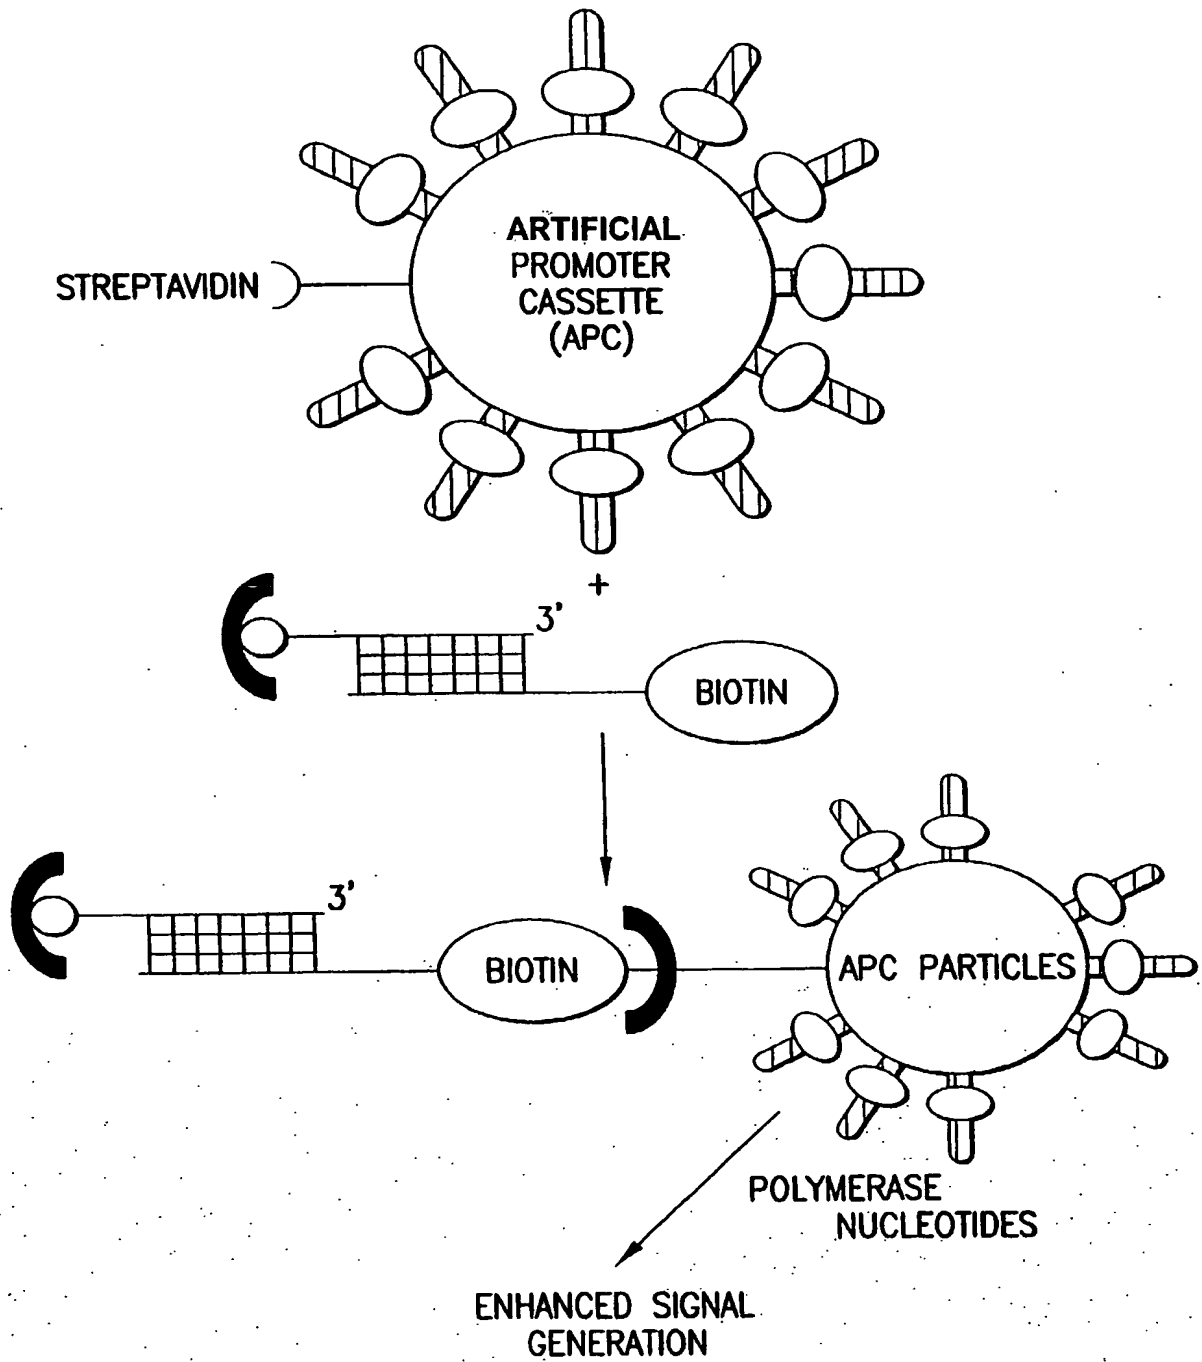 ARTIFICIAL
PROMOTER
CASSETTE
(APC)
STREPTAVIDIN
+
3'
BIOTIN
3'
BIOTIN
APC PARTICLES
POLYMERASE
NUCLEOTIDES
ENHANCED SIGNAL
GENERATION